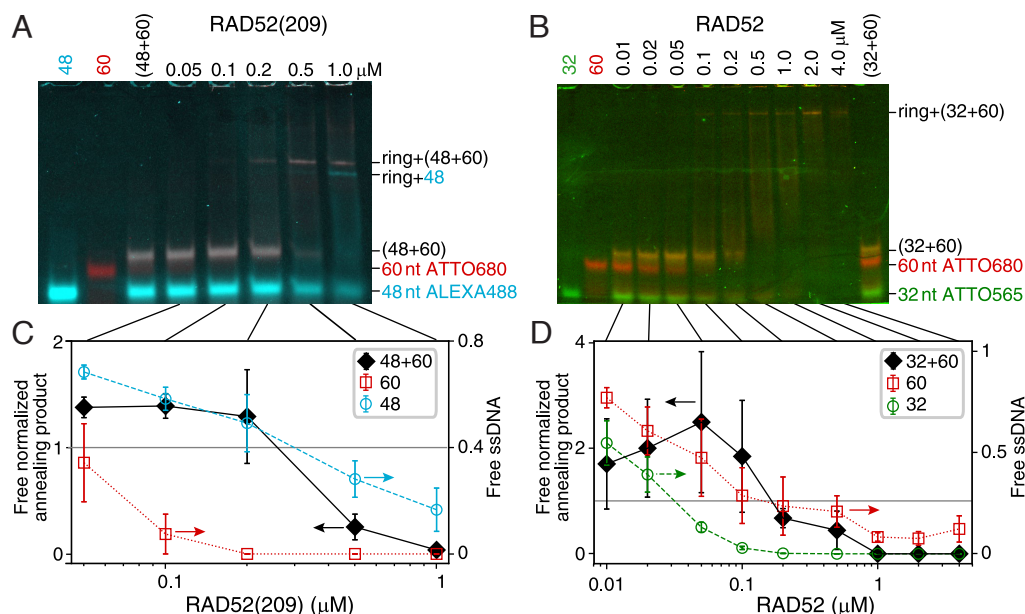 A
RAD52(209)
48
60
(48+60)
0.05 0.1 0.2 0.5 1.0 μM
ring+(48+60)
ring+48
(48+60)
60 nt ATTO680
48 nt ALEXA488
B
RAD52
32
60
0.01
0.02
0.05
0.1
0.2
0.5
1.0
2.0
4.0 μM
(32+60)
ring+(32+60)
(32+60)
60 nt ATTO680
32 nt ATTO565
C
2
1
0
Free normalized
annealing product
48+60
60
48
0.8
0.4
0
Free ssDNA
0.1
1
RAD52(209) (μM)
D
4
2
0
Free normalized
annealing product
32+60
60
32
1
0.5
0
Free ssDNA
0.01
0.1
1
RAD52 (μM)